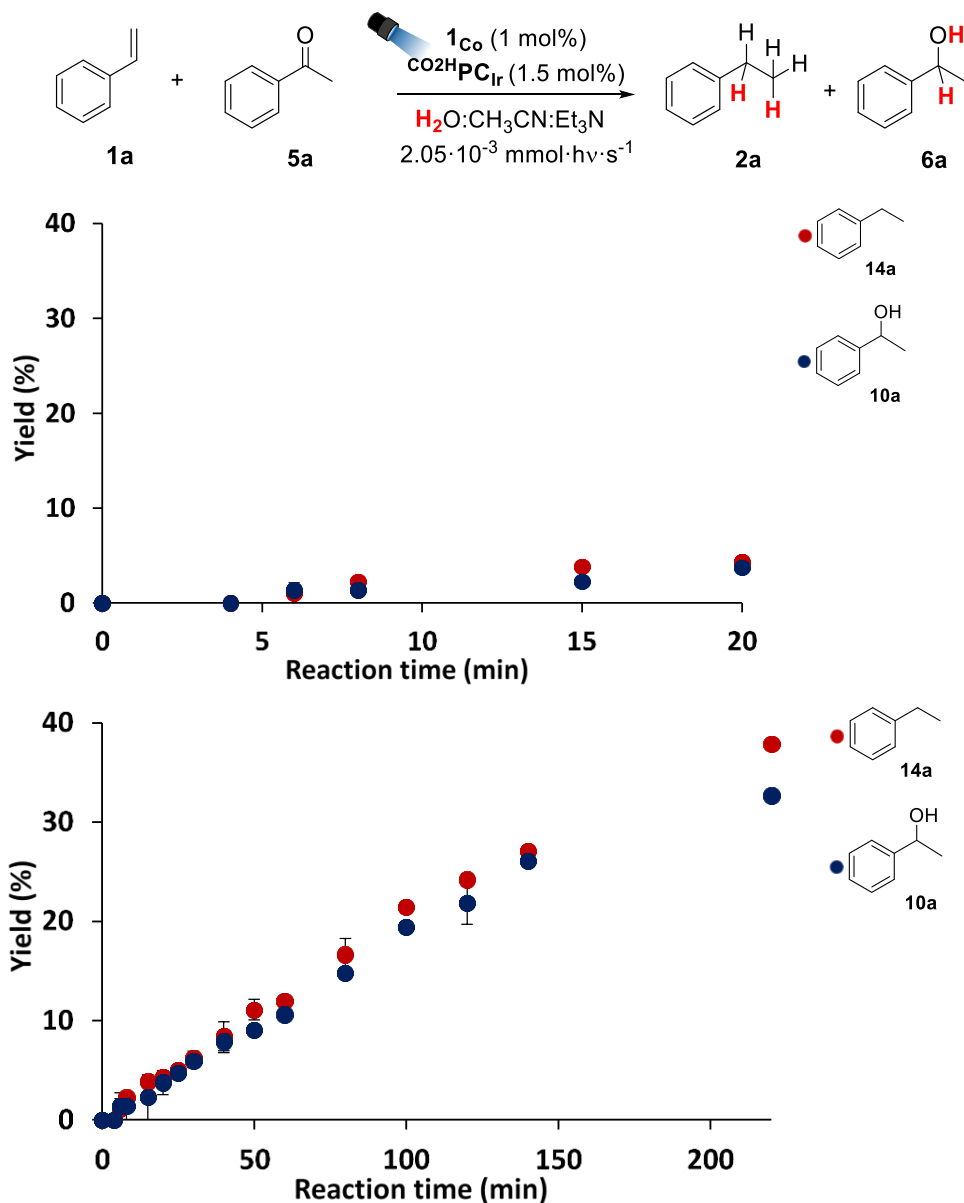 O
OH
H H H
1Co (1 mol%)
CO2HPCIr (1.5 mol%)
+
H2O:CH3CN:Et3N
2.05·10-3 mmol·hν·s-1
H H
+
H
1a 5a 2a 6a
40
30
20
10
0
Yield (%)
0 5 10 15 20
Reaction time (min)
14a
OH
10a
40
30
20
10
0
Yield (%)
0 50 100 150 200
Reaction time (min)
14a
OH
10a